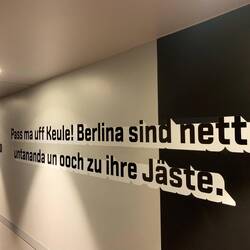 Pass ma uff Keule! Berlina sind nett
untananda un ooch zu ihre Jäste.